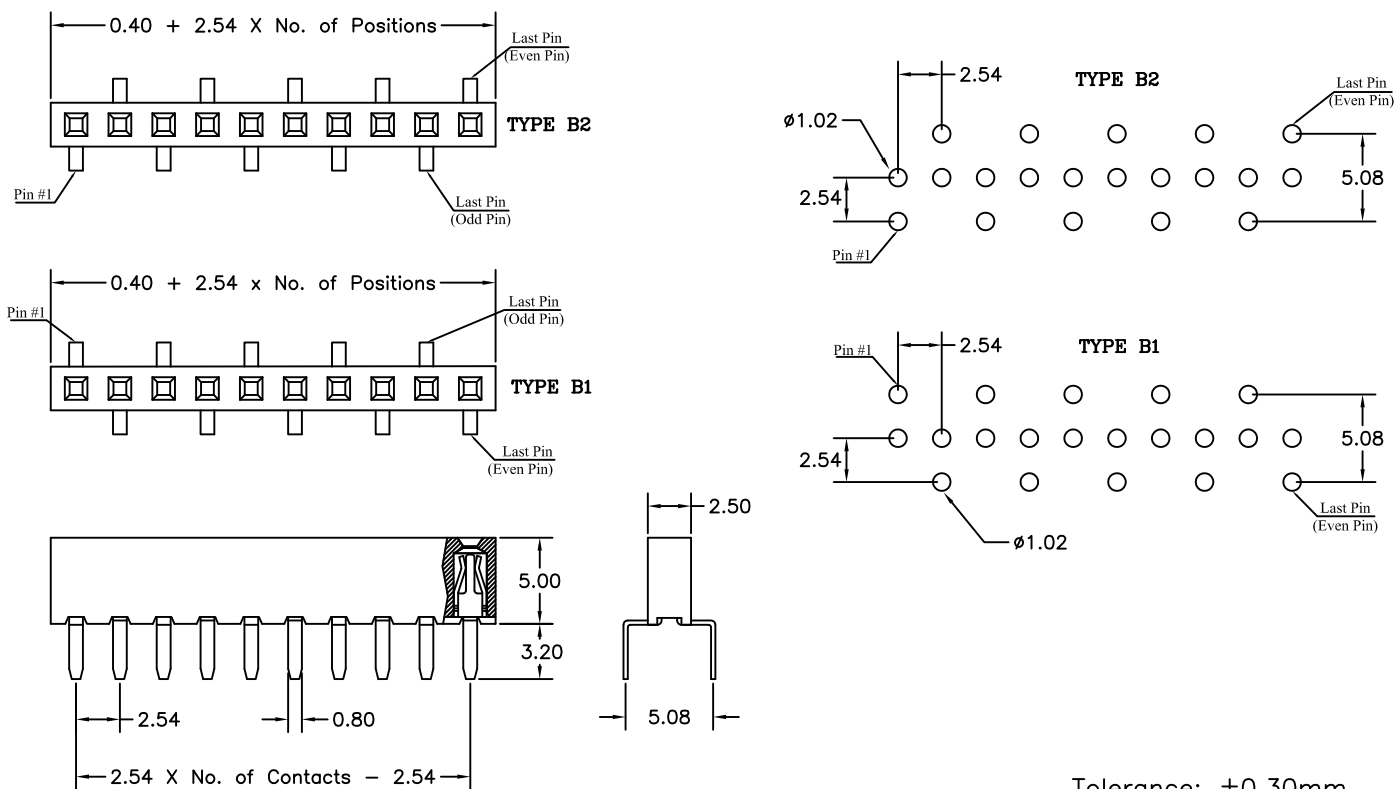 0.40 + 2.54 X No. of Positions
Last Pin
(Even Pin)
TYPE B2
Pin #1
Last Pin
(Odd Pin)
2.54
TYPE B2
Last Pin
(Even Pin)
ø1.02
2.54
5.08
Pin #1
0.40 + 2.54 x No. of Positions
Pin #1
Last Pin
(Odd Pin)
TYPE B1
Last Pin
(Even Pin)
Pin #1
2.54
TYPE B1
2.54
5.08
Last Pin
(Even Pin)
ø1.02
2.50
5.00
3.20
2.54
0.80
5.08
2.54 X No. of Contacts - 2.54
Tolerance: ±0.30mm